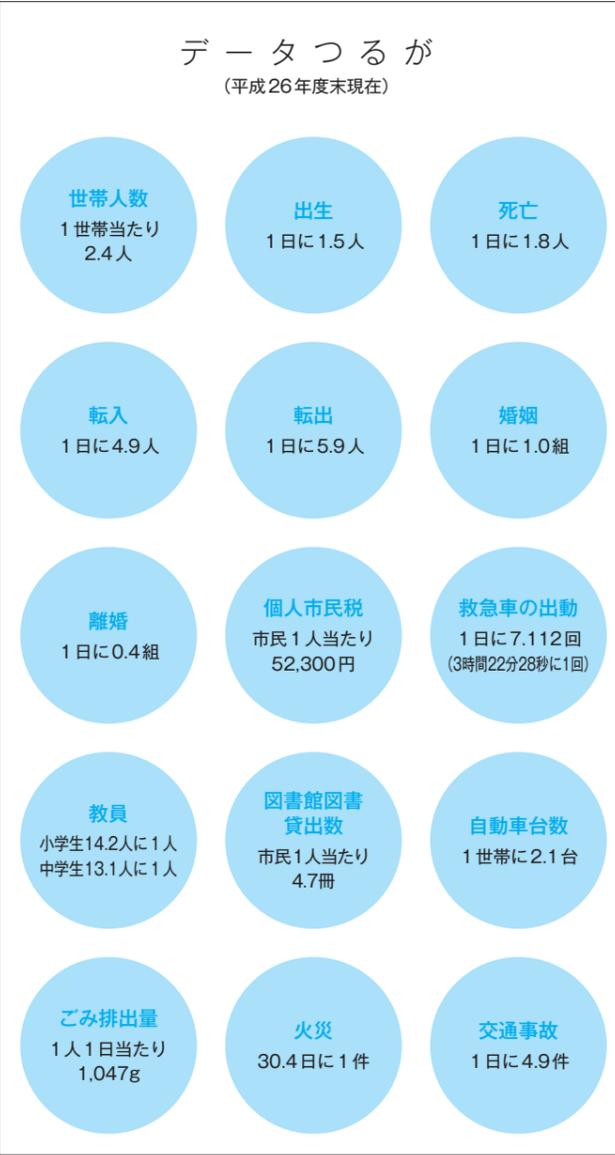 データつるが
（平成26年度末現在）
世帯人数
1世帯当たり
2.4人
出生
1日に1.5人
死亡
1日に1.8人
転入
1日に4.9人
転出
1日に5.9人
婚姻
1日に1.0組
離婚
1日に0.4組
個人市民税
市民1人当たり
52,300円
救急車の出動
1日に7.112回
（3時間22分28秒に1回）
教員
小学生14.2人に1人
中学生13.1人に1人
図書館図書
貸出数
市民1人当たり
4.7冊
自動車台数
1世帯に2.1台
ごみ排出量
1人1日当たり
1,047g
火災
30.4日に1件
交通事故
1日に4.9件